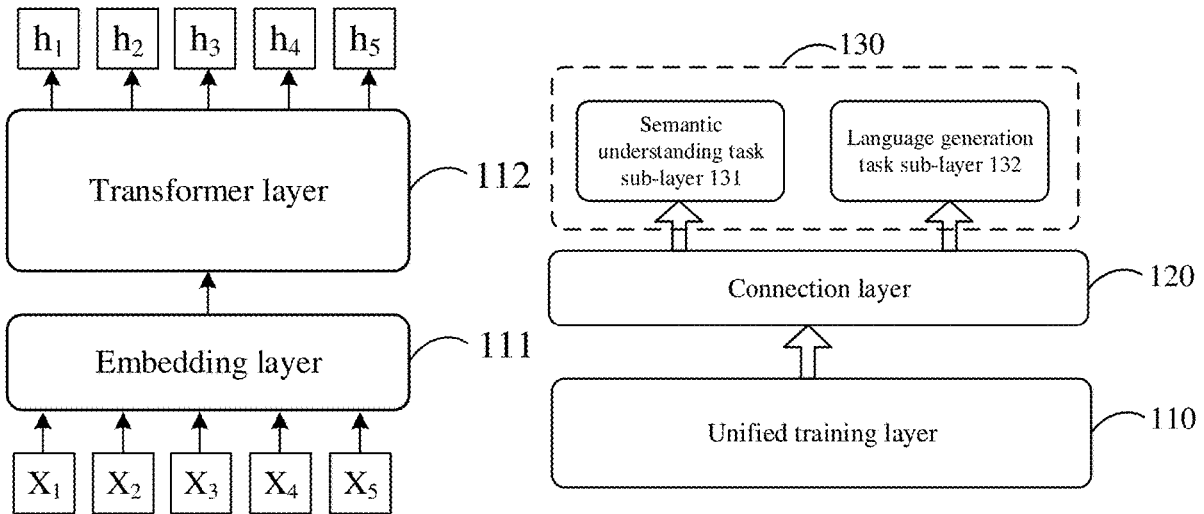 h₁ h₂ h₃ h₄ h₅
Transformer layer
112
Embedding layer
111
X₁ X₂ X₃ X₄ X₅
130
Semantic
understanding task
sub-layer 131
Language generation
task sub-layer 132
Connection layer
120
Unified training layer
110